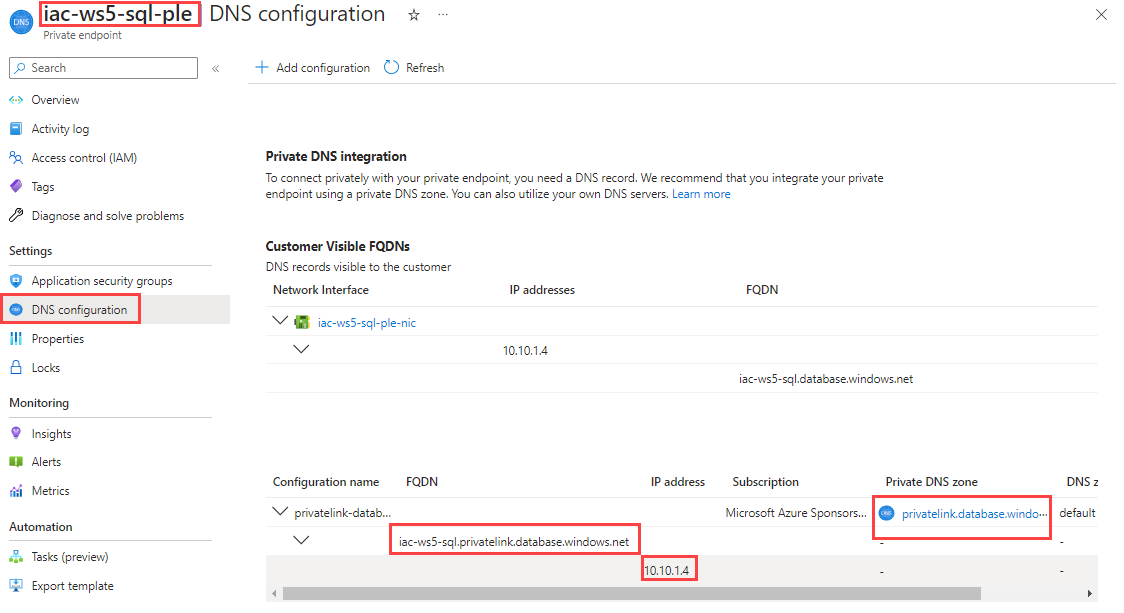 DNS
iac-ws5-sql-ple DNS configuration ☆ ···
Private endpoint
Search
«
Add configuration
Refresh
Overview
Activity log
Access control (IAM)
Tags
Diagnose and solve problems
Settings
Application security groups
DNS configuration
Properties
Locks
Monitoring
Insights
Alerts
Metrics
Automation
Tasks (preview)
Export template
Private DNS integration
To connect privately with your private endpoint, you need a DNS record. We recommend that you integrate your private
endpoint using a private DNS zone. You can also utilize your own DNS servers. Learn more
Customer Visible FQDNs
DNS records visible to the customer
Network Interface IP addresses FQDN
iac-ws5-sql-ple-nic
10.10.1.4
iac-ws5-sql.database.windows.net
Configuration name FQDN IP address Subscription Private DNS zone DNS z
privatelink-datab... Microsoft Azure Sponsors... privatelink.database.windo... default
iac-ws5-sql.privatelink.database.windows.net - -
10.10.1.4 - -